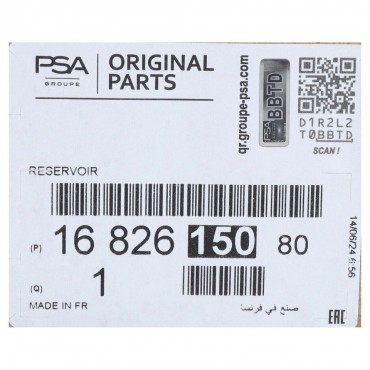 PSA
GROUPE
ORIGINAL
PARTS
qr.groupe-psa.com
PSA BBTD
D1R2L2
T0BBTD
SCAN !
RESERVOIR
(P) 16 826 150 80
(Q) 1
MADE IN FR
صنع في فرنسا
14/06/24 6:56
EAC